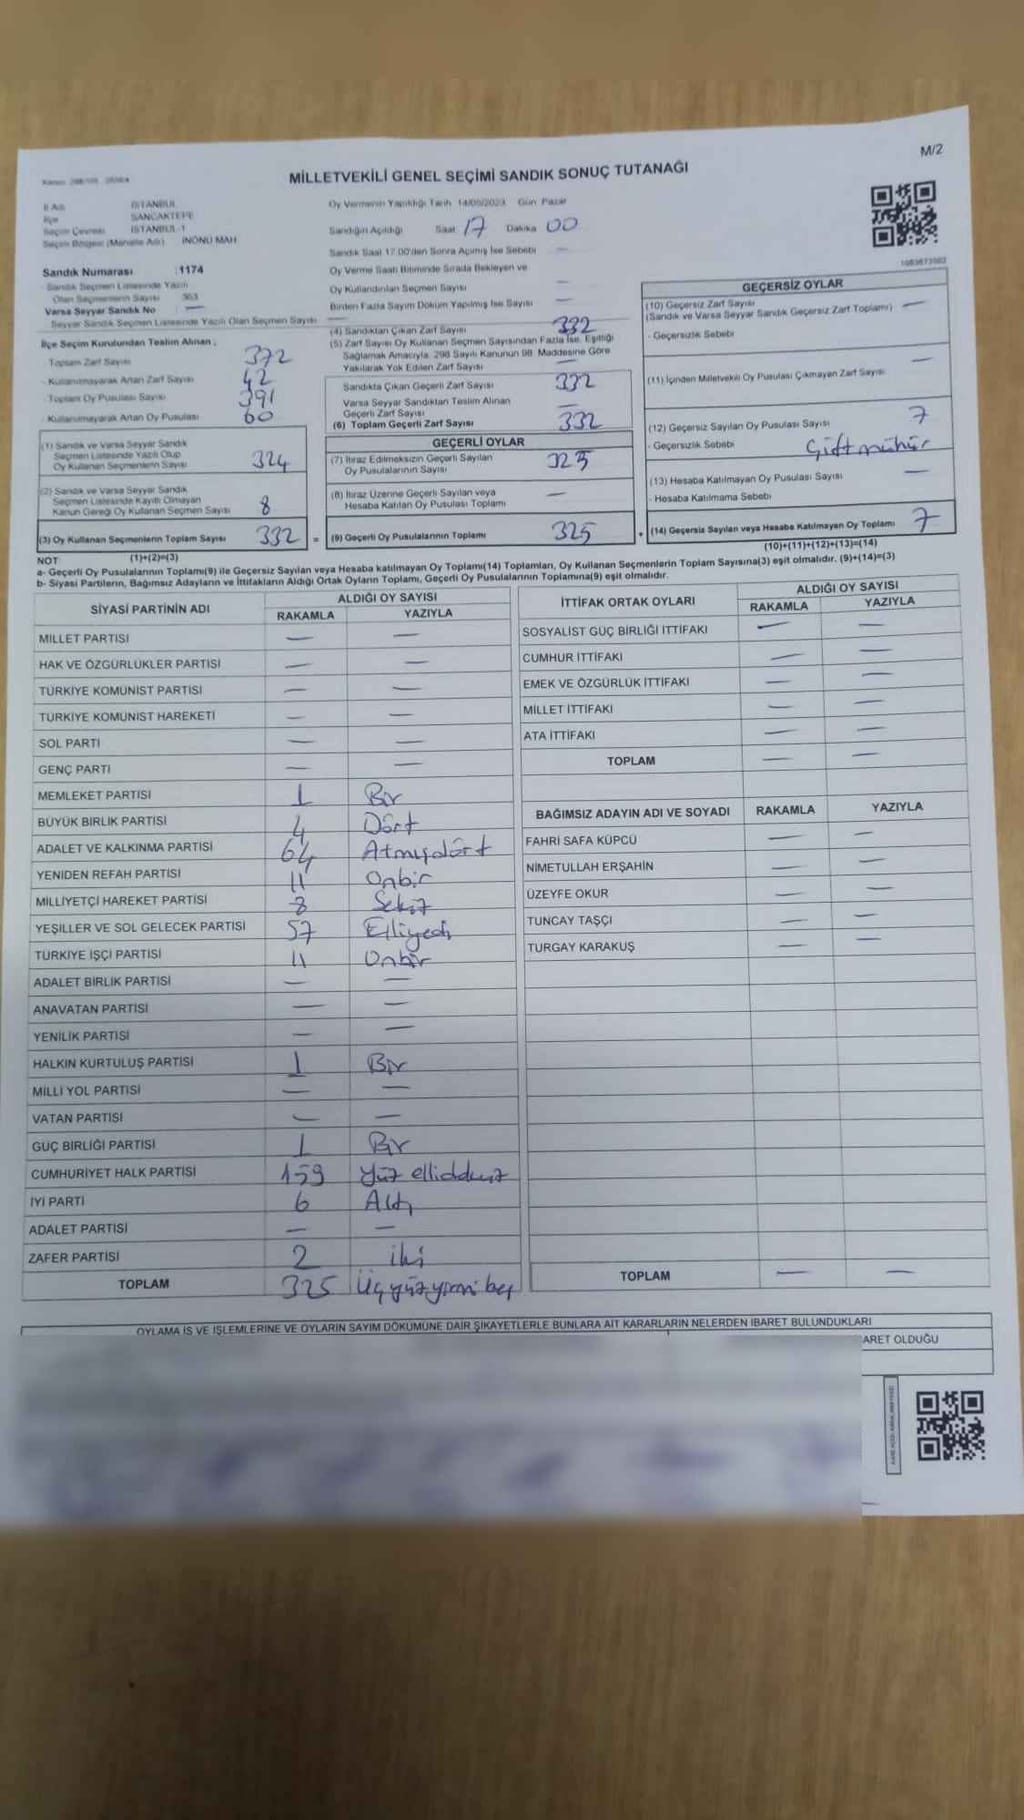 M/2
MİLLETVEKİLİ GENEL SEÇİMİ SANDIK SONUÇ TUTANAĞI
İl Adı İSTANBUL
İlçe SANCAKTEPE
Seçim Çevresi İSTANBUL-1
Seçim Bölgesi (Mahalle Adı) İNÖNÜ MAH
Sandık Numarası : 1174
Sandık Seçmen Listesinde Yazılı
Olan Seçmenlerin Sayısı 363
Varsa Seyyar Sandık No —
Seyyar Sandık Seçmen Listesinde Yazılı Olan Seçmen Sayısı —
Oy Vermenin Yapıldığı Tarih 14/05/2023 Gün Pazar
Sandığın Açıldığı Saat 17 Dakika 00
Sandık Saat 17.00'den Sonra Açılmış İse Sebebi —
Oy Verme Saati Bitiminde Sırada Bekleyen ve
Oy Kullandırılan Seçmen Sayısı —
Birden Fazla Sayım Döküm Yapılmış İse Sayısı —
İlçe Seçim Kurulundan Teslim Alınan ;
Toplam Zarf Sayısı 372
- Kullanılmayarak Artan Zarf Sayısı 42
- Toplam Oy Pusulası Sayısı 391
- Kullanılmayarak Artan Oy Pusulası 60
(1) Sandık ve Varsa Seyyar Sandık
Seçmen Listesinde Yazılı Olup
Oy Kullanan Seçmenlerin Sayısı 324
(2) Sandık ve Varsa Seyyar Sandık
Seçmen Listesinde Kayıtlı Olmayan
Kanun Gereği Oy Kullanan Seçmen Sayısı 8
(3) Oy Kullanan Seçmenlerin Toplam Sayısı 332 =
(1)+(2)=(3)
(4) Sandıktan Çıkan Zarf Sayısı 332
(5) Zarf Sayısı Oy Kullanan Seçmen Sayısından Fazla İse, Eşitliği
Sağlamak Amacıyla, 298 Sayılı Kanunun 98. Maddesine Göre
Yakılarak Yok Edilen Zarf Sayısı —
Sandıkta Çıkan Geçerli Zarf Sayısı 332
Varsa Seyyar Sandıktan Teslim Alınan
Geçerli Zarf Sayısı —
(6) Toplam Geçerli Zarf Sayısı 332
GEÇERLİ OYLAR
(7) İtiraz Edilmeksizin Geçerli Sayılan
Oy Pusulalarının Sayısı 325
(8) İtiraz Üzerine Geçerli Sayılan veya
Hesaba Katılan Oy Pusulası Toplamı —
(9) Geçerli Oy Pusulalarının Toplamı 325 +
GEÇERSİZ OYLAR
(10) Geçersiz Zarf Sayısı
(Sandık ve Varsa Seyyar Sandık Geçersiz Zarf Toplamı) —
- Geçersizlik Sebebi
(11) İçinden Milletvekili Oy Pusulası Çıkmayan Zarf Sayısı —
(12) Geçersiz Sayılan Oy Pusulası Sayısı 7
- Geçersizlik Sebebi Çift mühür
(13) Hesaba Katılmayan Oy Pusulası Sayısı —
- Hesaba Katılmama Sebebi
(14) Geçersiz Sayılan veya Hesaba Katılmayan Oy Toplamı 7
(10)+(11)+(12)+(13)=(14)
NOT:
a- Geçerli Oy Pusulalarının Toplamı(9) ile Geçersiz Sayılan veya Hesaba katılmayan Oy Toplamı(14) Toplamları, Oy Kullanan Seçmenlerin Toplam Sayısına(3) eşit olmalıdır. (9)+(14)=(3)
b- Siyasi Partilerin, Bağımsız Adayların ve İttifakların Aldığı Ortak Oyların Toplamı, Geçerli Oy Pusulalarının Toplamına(9) eşit olmalıdır.
SİYASİ PARTİNİN ADI ALDIĞI OY SAYISI
RAKAMLA YAZIYLA
MİLLET PARTİSİ — —
HAK VE ÖZGÜRLÜKLER PARTİSİ — —
TÜRKİYE KOMÜNİST PARTİSİ — —
TÜRKİYE KOMÜNİST HAREKETİ — —
SOL PARTİ — —
GENÇ PARTİ — —
MEMLEKET PARTİSİ 1 Bir
BÜYÜK BİRLİK PARTİSİ 4 Dört
ADALET VE KALKINMA PARTİSİ 64 Atmışdört
YENİDEN REFAH PARTİSİ 11 Onbir
MİLLİYETÇİ HAREKET PARTİSİ 8 Sekiz
YEŞİLLER VE SOL GELECEK PARTİSİ 57 Elliyedi
TÜRKİYE İŞÇİ PARTİSİ 11 Onbir
ADALET BİRLİK PARTİSİ — —
ANAVATAN PARTİSİ — —
YENİLİK PARTİSİ — —
HALKIN KURTULUŞ PARTİSİ 1 Bir
MİLLİ YOL PARTİSİ — —
VATAN PARTİSİ — —
GÜÇ BİRLİĞİ PARTİSİ 1 Bir
CUMHURİYET HALK PARTİSİ 159 Yüz ellidokuz
İYİ PARTİ 6 Altı
ADALET PARTİSİ — —
ZAFER PARTİSİ 2 iki
TOPLAM 325 Üçyüzyirmi beş
İTTİFAK ORTAK OYLARI ALDIĞI OY SAYISI
RAKAMLA YAZIYLA
SOSYALİST GÜÇ BİRLİĞİ İTTİFAKI — —
CUMHUR İTTİFAKI — —
EMEK VE ÖZGÜRLÜK İTTİFAKI — —
MİLLET İTTİFAKI — —
ATA İTTİFAKI — —
TOPLAM — —
BAĞIMSIZ ADAYIN ADI VE SOYADI RAKAMLA YAZIYLA
FAHRİ SAFA KÜPCÜ — —
NİMETULLAH ERŞAHİN — —
ÜZEYFE OKUR — —
TUNCAY TAŞÇI — —
TURGAY KARAKUŞ — —
TOPLAM — —
OYLAMA İŞ VE İŞLEMLERİNE VE OYLARIN SAYIM DÖKÜMÜNE DAİR ŞİKAYETLERLE BUNLARA AİT KARARLARIN NELERDEN İBARET BULUNDUKLARI
ARET OLDUĞU